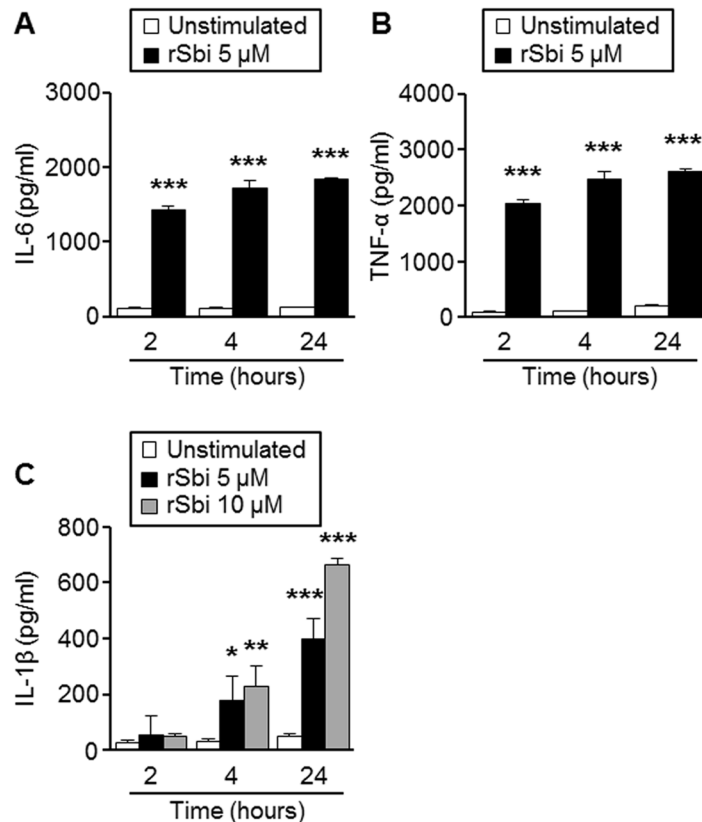 A
Unstimulated
rSbi 5 µM
IL-6 (pg/ml)
3000
2000
1000
0
***
***
***
2 4 24
Time (hours)
B
Unstimulated
rSbi 5 µM
TNF-α (pg/ml)
4000
3000
2000
1000
0
***
***
***
2 4 24
Time (hours)
C
Unstimulated
rSbi 5 µM
rSbi 10 µM
IL-1β (pg/ml)
800
600
400
200
0
*
**
***
***
2 4 24
Time (hours)